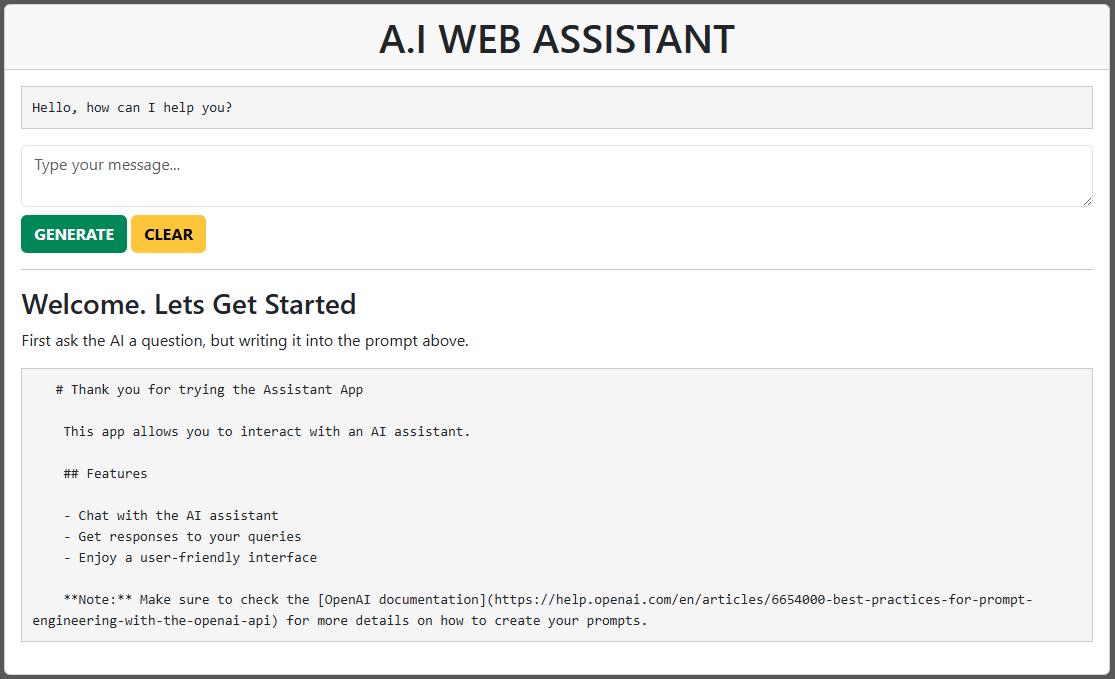 A.I WEB ASSISTANT
Hello, how can I help you?
Type your message...
GENERATE CLEAR
Welcome. Lets Get Started
First ask the AI a question, but writing it into the prompt above.
# Thank you for trying the Assistant App
This app allows you to interact with an AI assistant.
## Features
- Chat with the AI assistant
- Get responses to your queries
- Enjoy a user-friendly interface
**Note:** Make sure to check the [OpenAI documentation](https://help.openai.com/en/articles/6654000-best-practices-for-prompt-
engineering-with-the-openai-api) for more details on how to create your prompts.